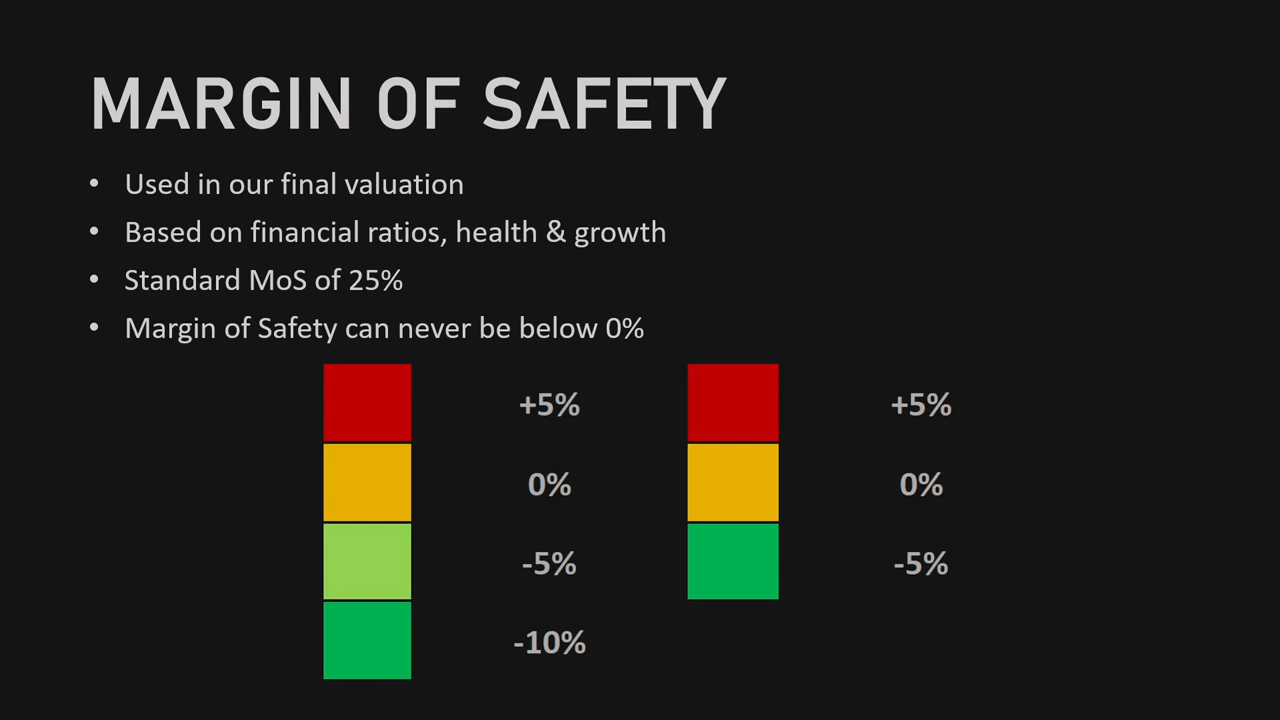 MARGIN OF SAFETY
• Used in our final valuation
• Based on financial ratios, health & growth
• Standard MoS of 25%
• Margin of Safety can never be below 0%
+5% +5%
0% 0%
-5% -5%
-10%